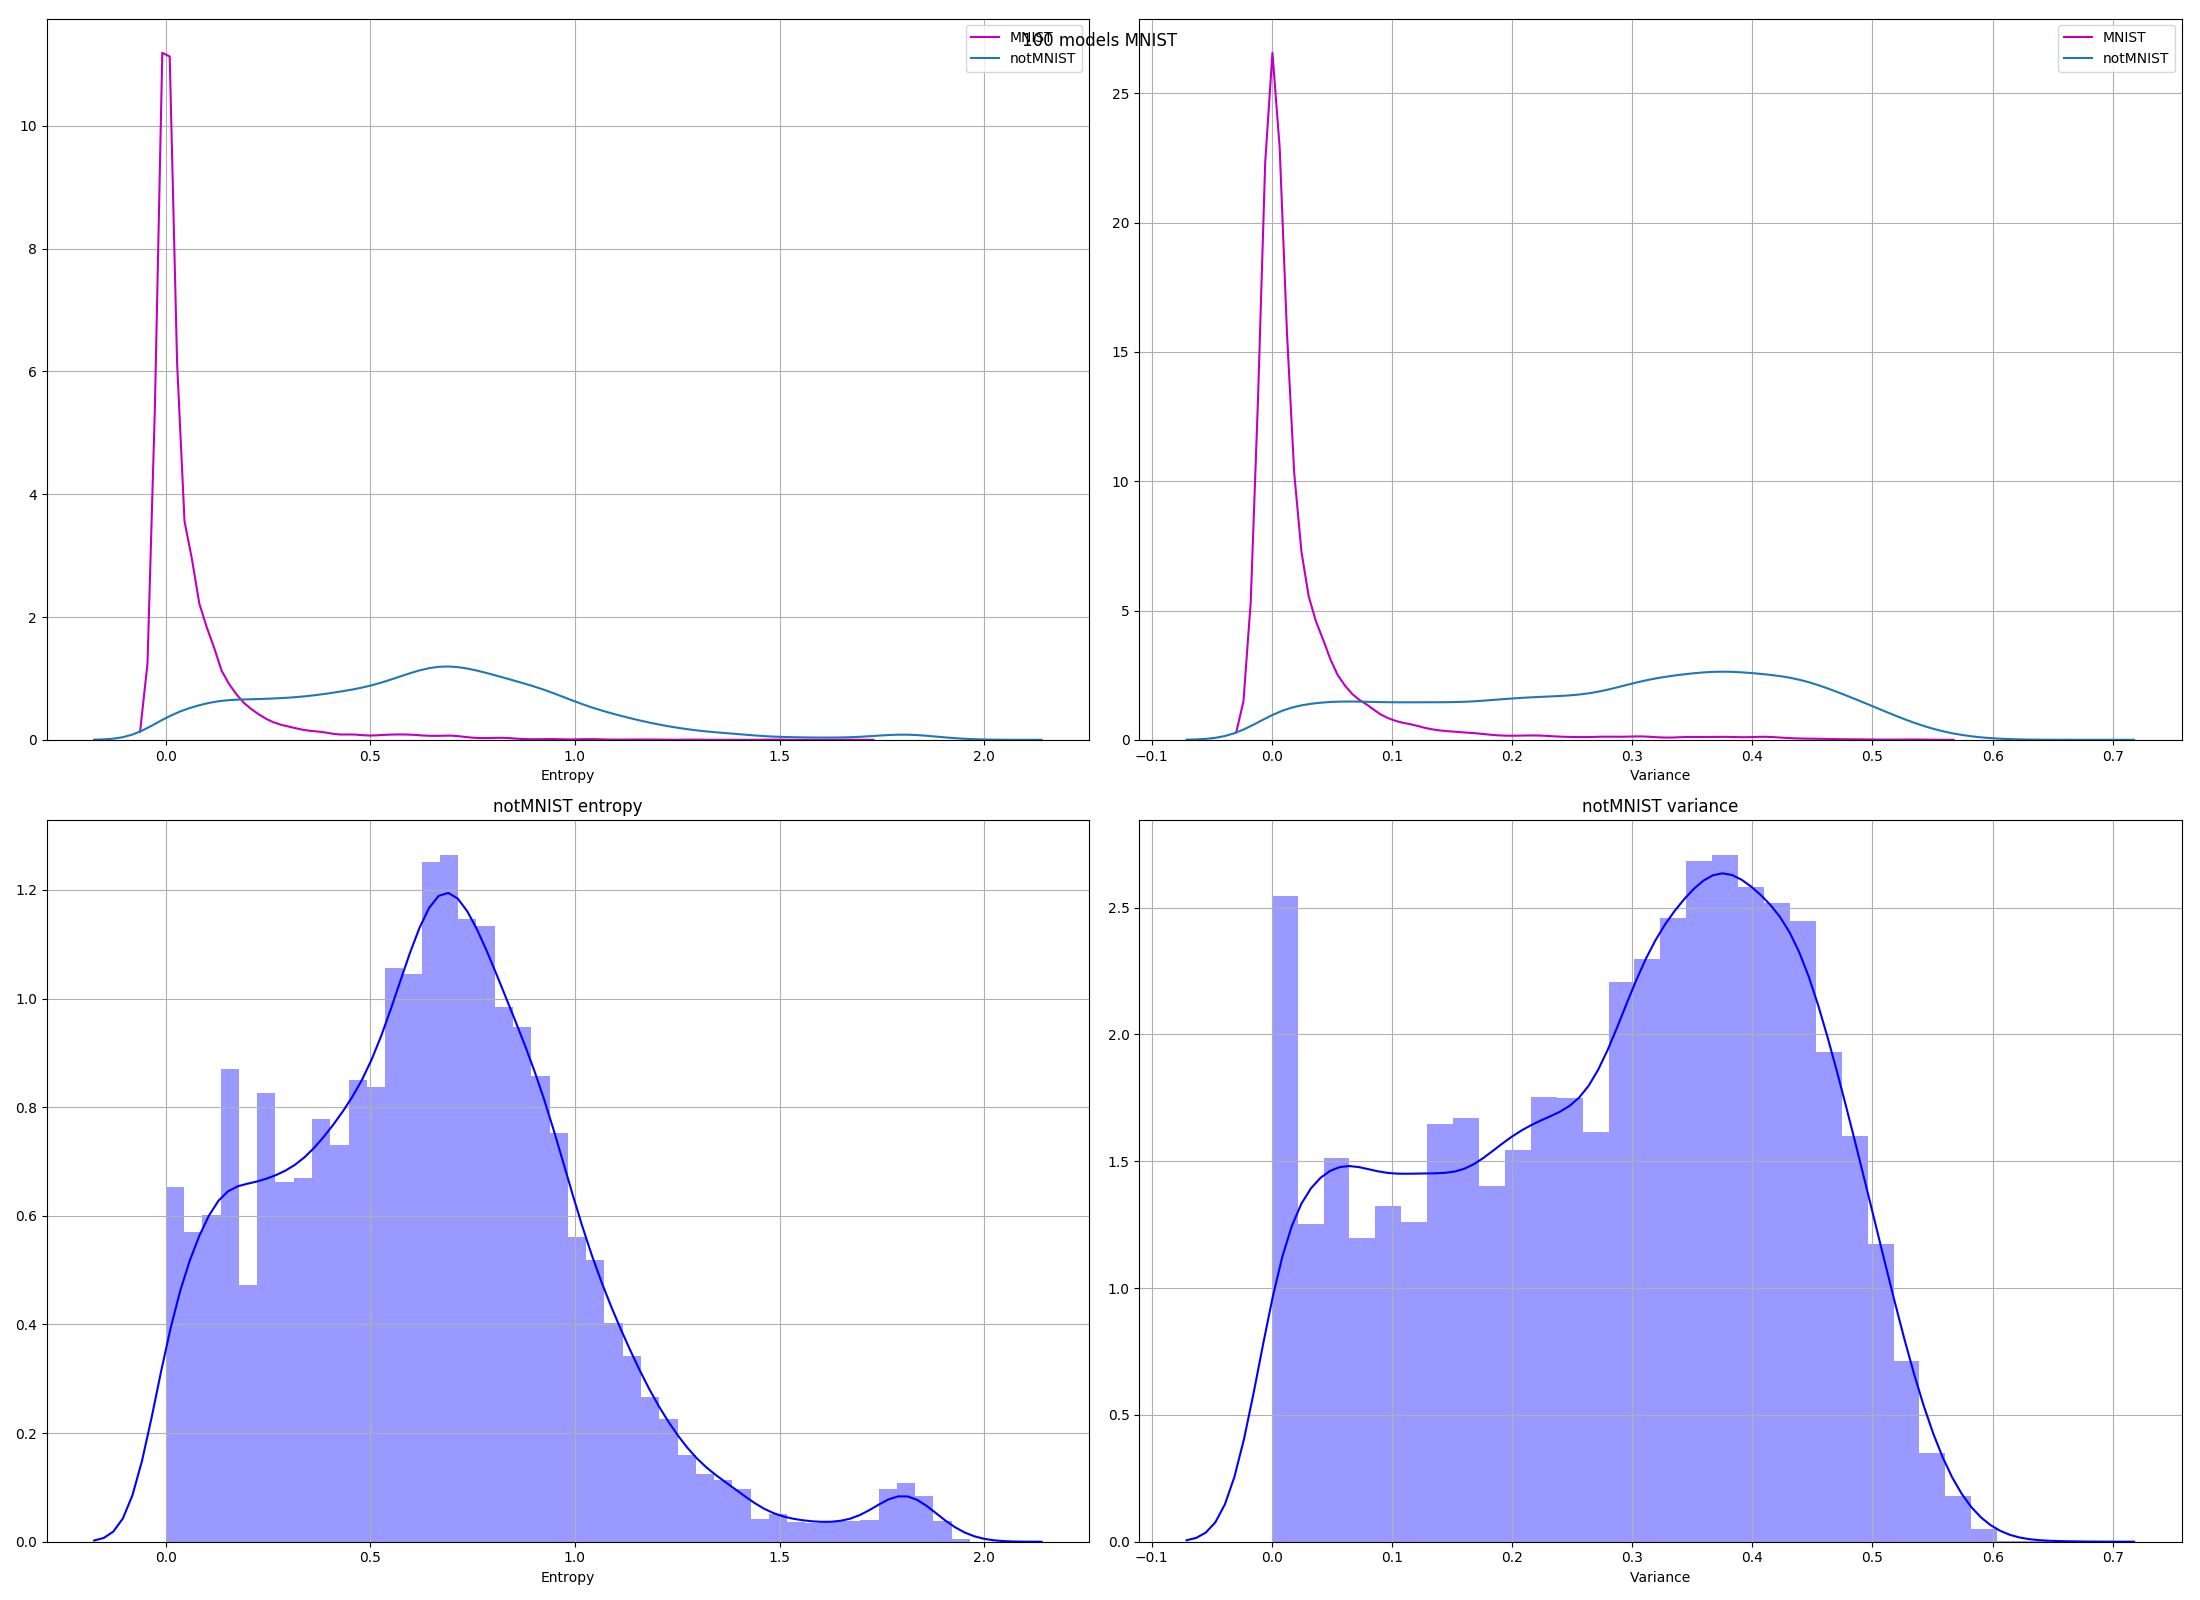 100 models MNIST
MNIST
notMNIST
10
8
6
4
2
0
0.0 0.5 1.0 1.5 2.0
Entropy
MNIST
notMNIST
25
20
15
10
5
0
−0.1 0.0 0.1 0.2 0.3 0.4 0.5 0.6 0.7
Variance
notMNIST entropy
1.2
1.0
0.8
0.6
0.4
0.2
0.0
0.0 0.5 1.0 1.5 2.0
Entropy
notMNIST variance
2.5
2.0
1.5
1.0
0.5
0.0
−0.1 0.0 0.1 0.2 0.3 0.4 0.5 0.6 0.7
Variance